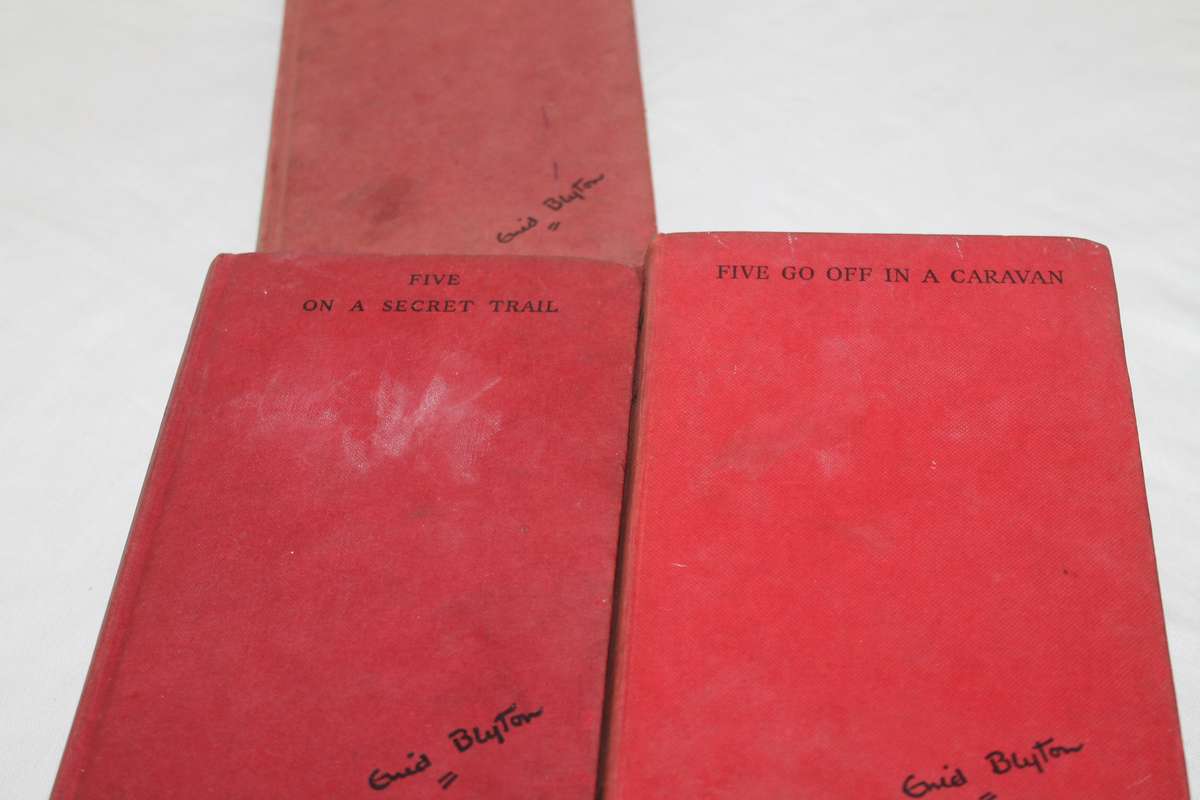 Enid Blyton
FIVE
ON A SECRET TRAIL
Enid Blyton
FIVE GO OFF IN A CARAVAN
Enid Blyton